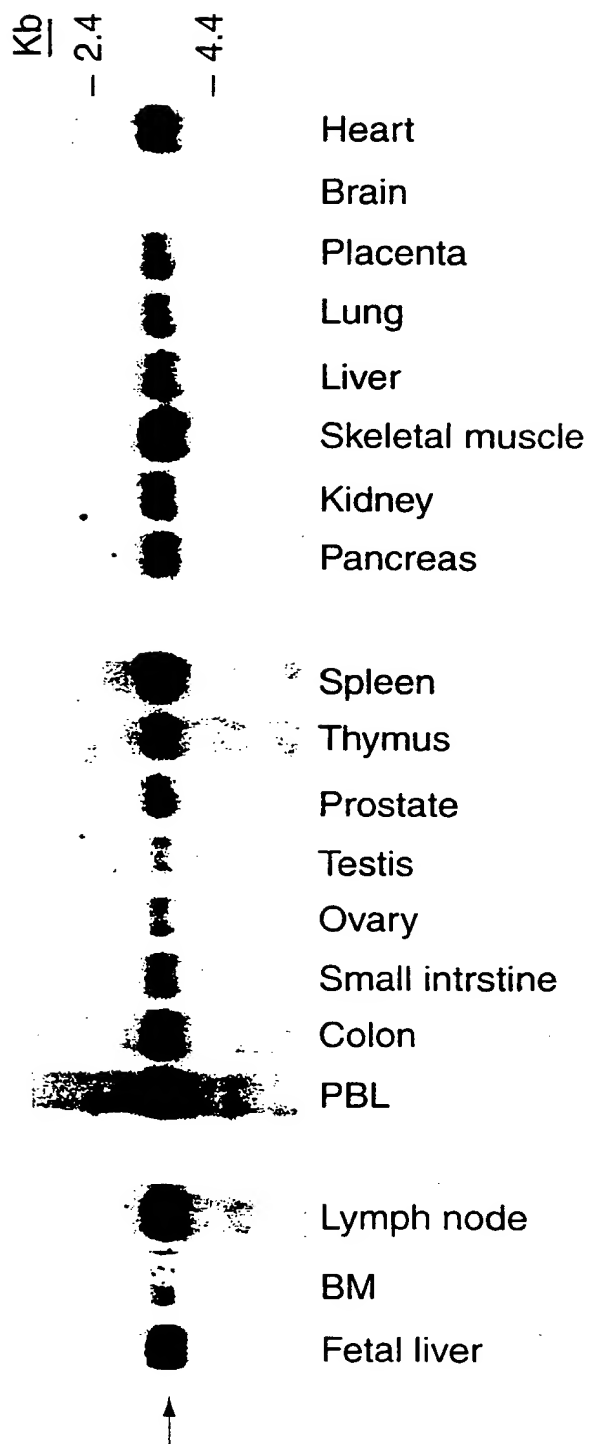 Kb
– 2.4
– 4.4
Heart
Brain
Placenta
Lung
Liver
Skeletal muscle
Kidney
Pancreas
Spleen
Thymus
Prostate
Testis
Ovary
Small intrstine
Colon
PBL
Lymph node
BM
Fetal liver